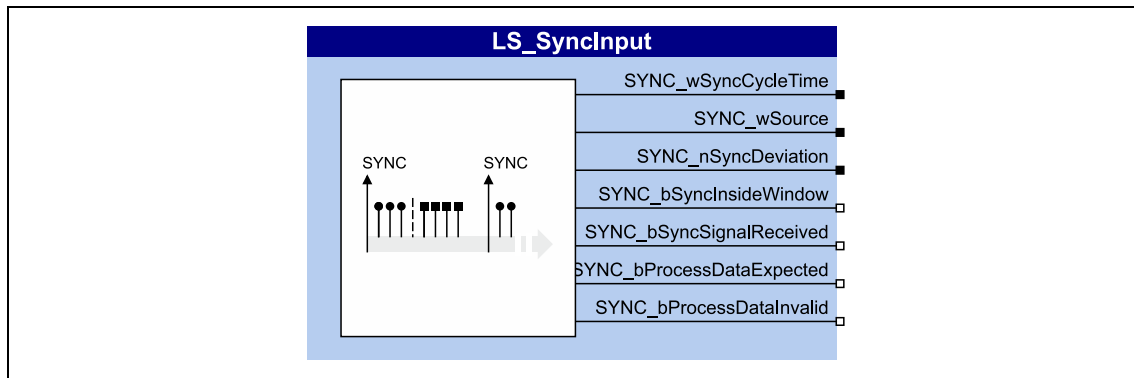 LS_SyncInput
SYNC_wSyncCycleTime
SYNC_wSource
SYNC_nSyncDeviation
SYNC_bSyncInsideWindow
SYNC_bSyncSignalReceived
SYNC_bProcessDataExpected
SYNC_bProcessDataInvalid
SYNC SYNC